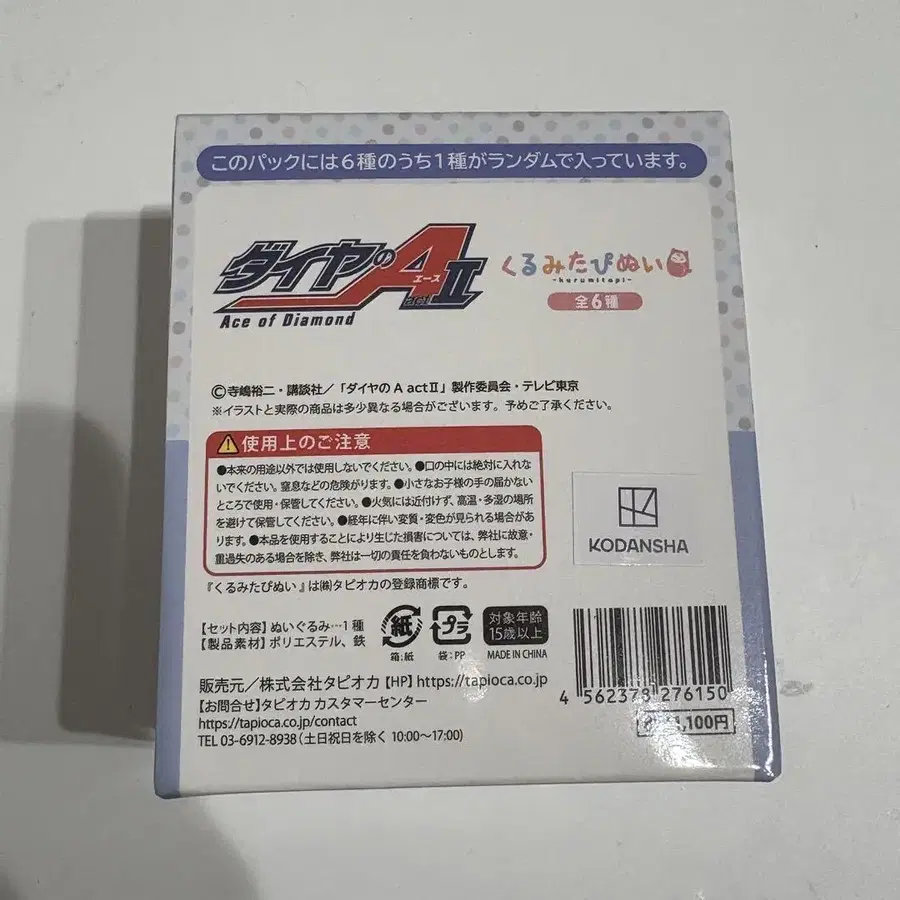 このパックには6種のうち1種がランダムで入っています。
ダイヤのA
エース
act II
Ace of Diamond
くるみたぴぬい
-kurumitapi-
全6種
©寺嶋裕二・講談社／「ダイヤの A actⅡ」製作委員会・テレビ東京
※イラストと実際の商品は多少異なる場合がございます。予めご了承ください。
使用上のご注意
●本来の用途以外では使用しないでください。●口の中には絶対に入れな
いでください。窒息などの危険がります。●小さなお子様の手の届かない
ところで使用・保管してください。●火気には近付けず、高温・多湿の場所
を避けて保管してください。●経年に伴い変質・変色が見られる場合があ
ります。●本品を使用することにより生じた損害については、弊社に故意・
重過失のある場合を除き、弊社は一切の責任を負わないものとします。
KODANSHA
『くるみたぴぬい』は㈱タピオカの登録商標です。
【セット内容】ぬいぐるみ…1種
【製品素材】ポリエステル、鉄
紙
箱:紙
プラ
袋:PP
対象年齢
15歳以上
MADE IN CHINA
販売元／株式会社タピオカ【HP】https://tapioca.co.jp
【お問合せ】タピオカ カスタマーセンター
https://tapioca.co.jp/contact
TEL 03-6912-8938（土日祝日を除く 10:00〜17:00）
4 562378 276150
,100円